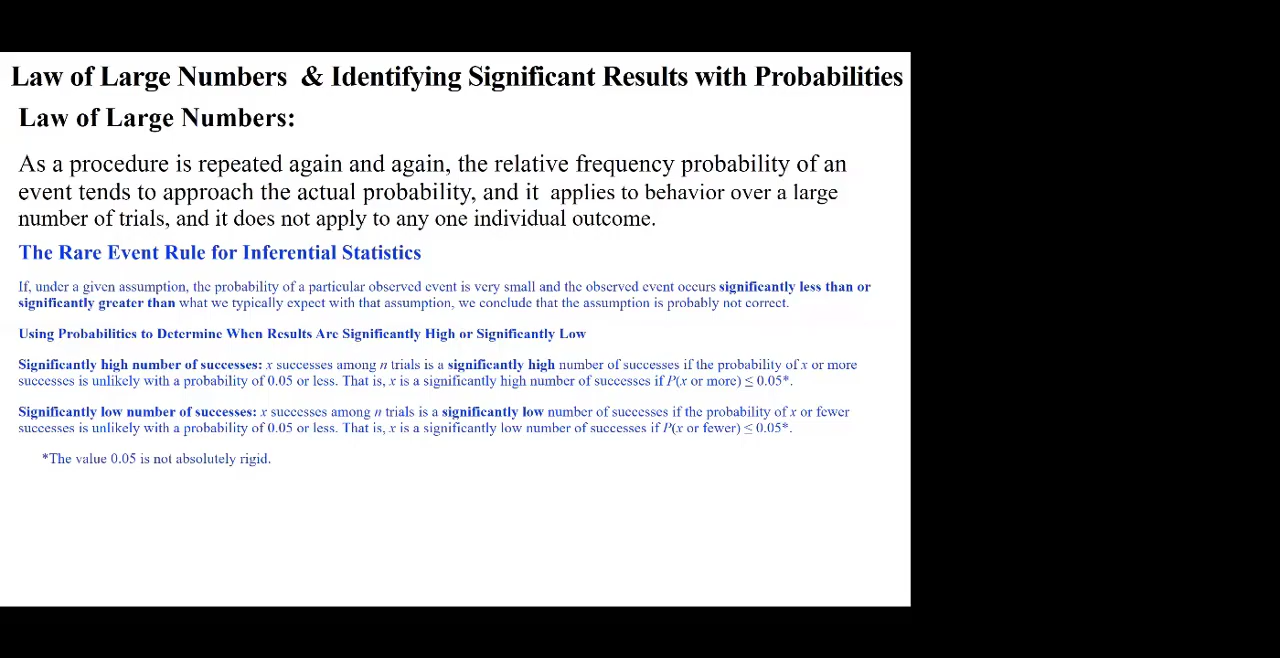 Law of Large Numbers & Identifying Significant Results with Probabilities
Law of Large Numbers:
As a procedure is repeated again and again, the relative frequency probability of an
event tends to approach the actual probability, and it applies to behavior over a large
number of trials, and it does not apply to any one individual outcome.
The Rare Event Rule for Inferential Statistics
If, under a given assumption, the probability of a particular observed event is very small and the observed event occurs significantly less than or
significantly greater than what we typically expect with that assumption, we conclude that the assumption is probably not correct.
Using Probabilities to Determine When Results Are Significantly High or Significantly Low
Significantly high number of successes: x successes among n trials is a significantly high number of successes if the probability of x or more
successes is unlikely with a probability of 0.05 or less. That is, x is a significantly high number of successes if P(x or more) ≤ 0.05*.
Significantly low number of successes: x successes among n trials is a significantly low number of successes if the probability of x or fewer
successes is unlikely with a probability of 0.05 or less. That is, x is a significantly low number of successes if P(x or fewer) ≤ 0.05*.
*The value 0.05 is not absolutely rigid.